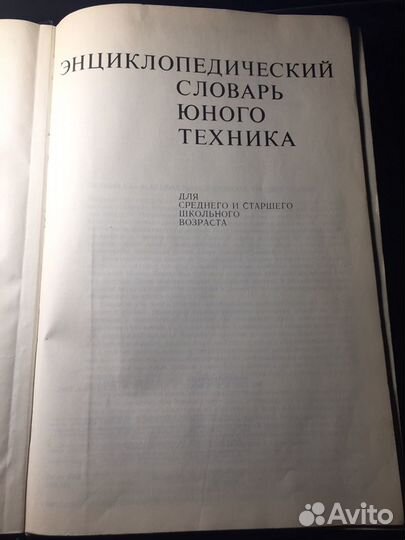 ЭНЦИКЛОПЕДИЧЕСКИЙ
СЛОВАРЬ
ЮНОГО
ТЕХНИКА
ДЛЯ
СРЕДНЕГО И СТАРШЕГО
ШКОЛЬНОГО
ВОЗРАСТА
Avito